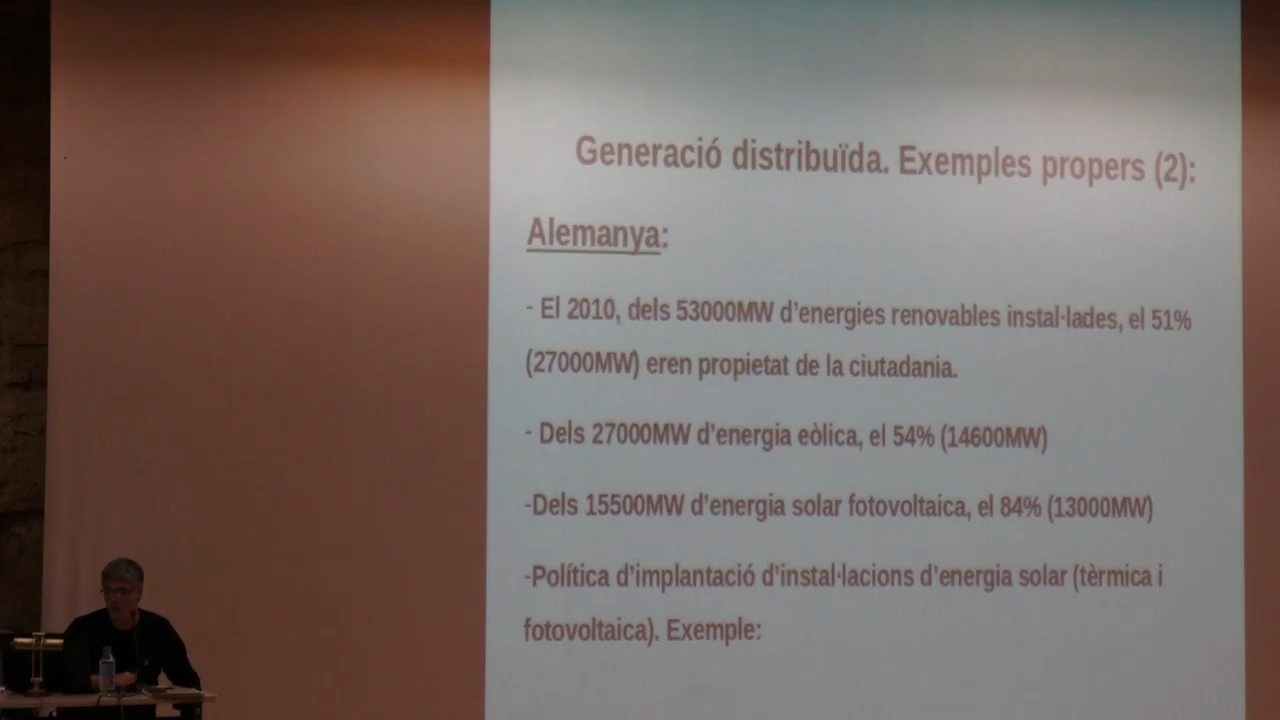 Generació distribuïda. Exemples propers (2):
Alemanya:
- El 2010, dels 53000MW d'energies renovables instal·lades, el 51%
(27000MW) eren propietat de la ciutadania.
- Dels 27000MW d'energia eòlica, el 54% (14600MW)
-Dels 15500MW d'energia solar fotovoltaica, el 84% (13000MW)
-Política d'implantació d'instal·lacions d'energia solar (tèrmica i
fotovoltaica). Exemple: